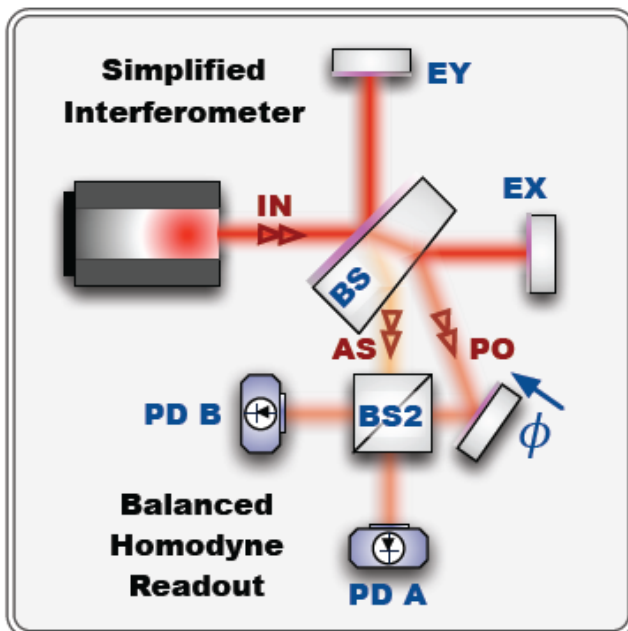 Simplified
Interferometer
EY
EX
IN
BS
AS
PO
PD B
BS2
ϕ
Balanced
Homodyne
Readout
PD A